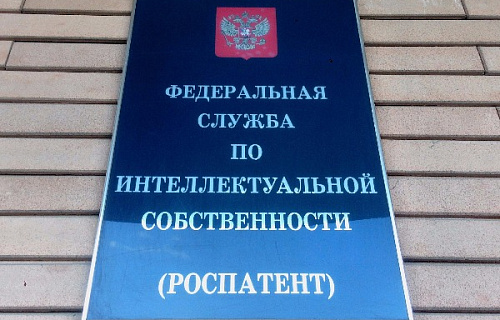 ФЕДЕРАЛЬНАЯ
СЛУЖБА
ПО
ИНТЕЛЛЕКТУАЛЬНОЙ
СОБСТВЕННОСТИ
(РОСПАТЕНТ)